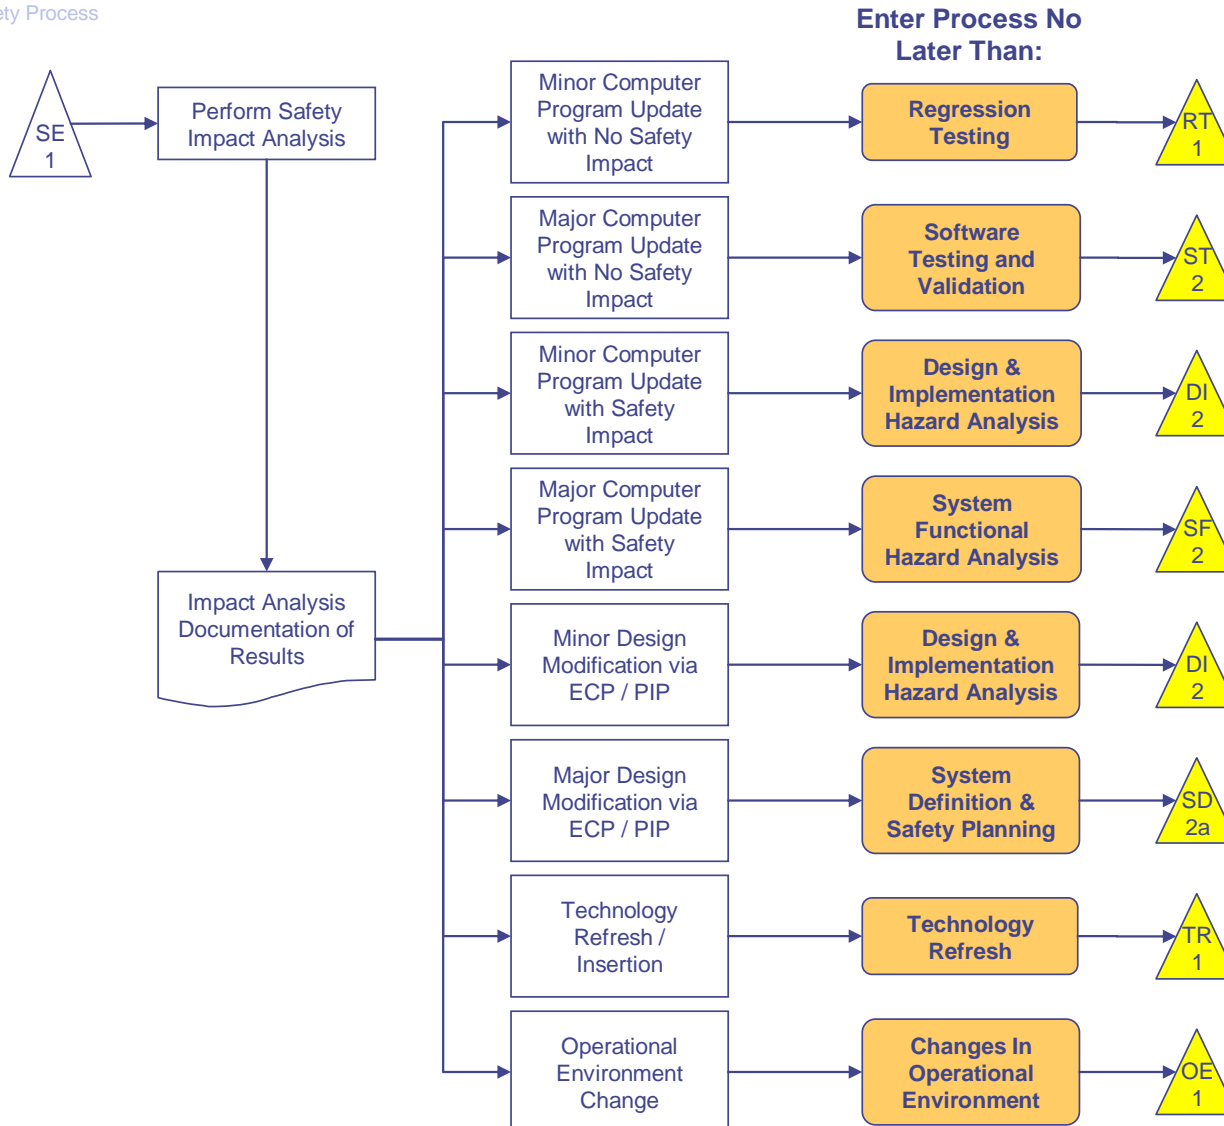 ety Process
Enter Process No
Later Than:
SE
1
Perform Safety
Impact Analysis
Minor Computer
Program Update
with No Safety
Impact
Regression
Testing
RT
1
Major Computer
Program Update
with No Safety
Impact
Software
Testing and
Validation
ST
2
Minor Computer
Program Update
with Safety
Impact
Design &
Implementation
Hazard Analysis
DI
2
Major Computer
Program Update
with Safety
Impact
System
Functional
Hazard Analysis
SF
2
Impact Analysis
Documentation of
Results
Minor Design
Modification via
ECP / PIP
Design &
Implementation
Hazard Analysis
DI
2
Major Design
Modification via
ECP / PIP
System
Definition &
Safety Planning
SD
2a
Technology
Refresh /
Insertion
Technology
Refresh
TR
1
Operational
Environment
Change
Changes In
Operational
Environment
OE
1